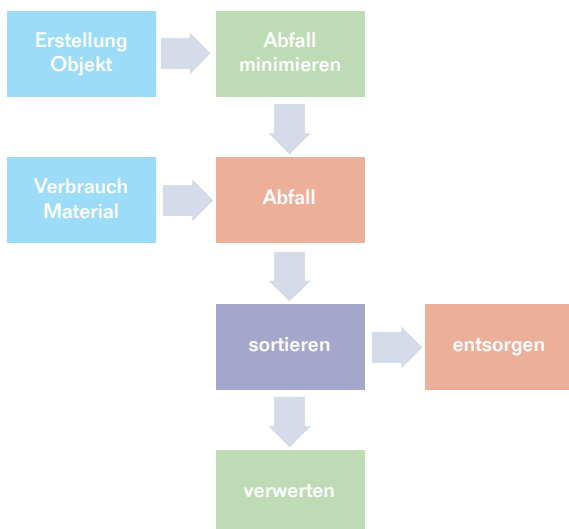 Erstellung
Objekt
Abfall
minimieren
Verbrauch
Material
Abfall
sortieren
entsorgen
verwerten